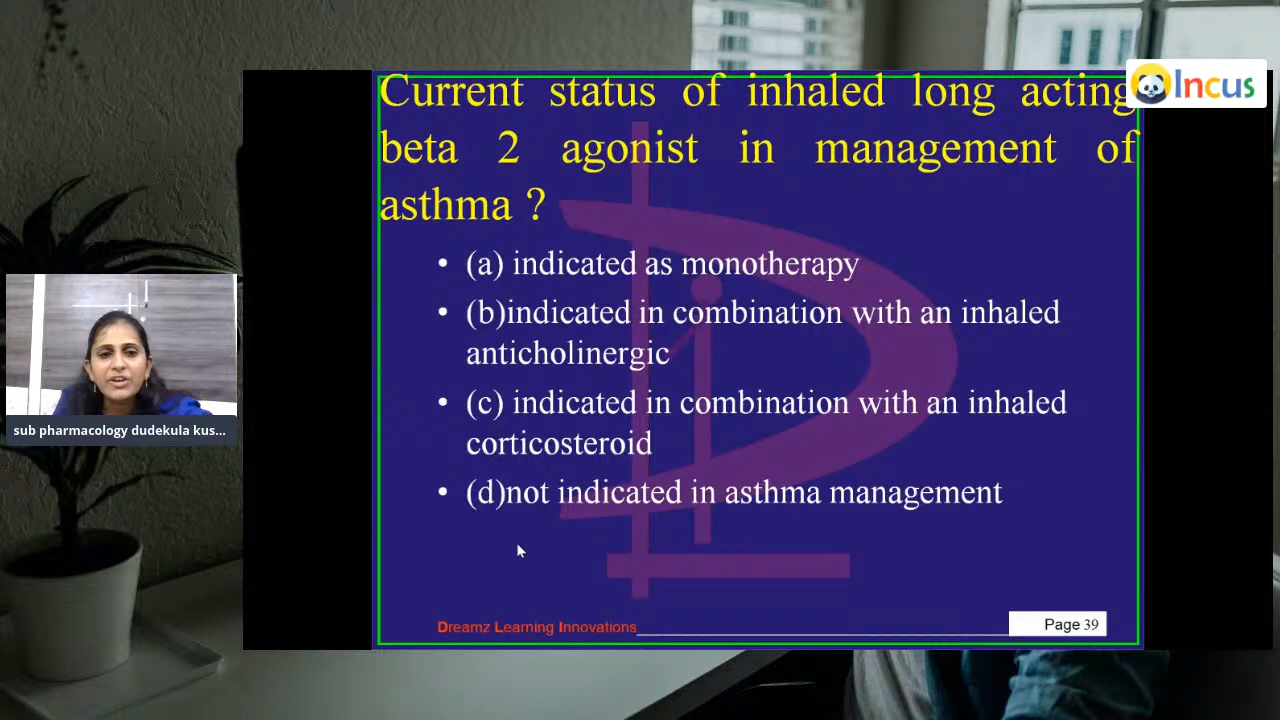 Current status of inhaled long acting
beta 2 agonist in management of
asthma ?
• (a) indicated as monotherapy
• (b)indicated in combination with an inhaled
anticholinergic
• (c) indicated in combination with an inhaled
corticosteroid
• (d)not indicated in asthma management
Dreamz Learning Innovations
Page 39
Incus
sub pharmacology dudekula kus...